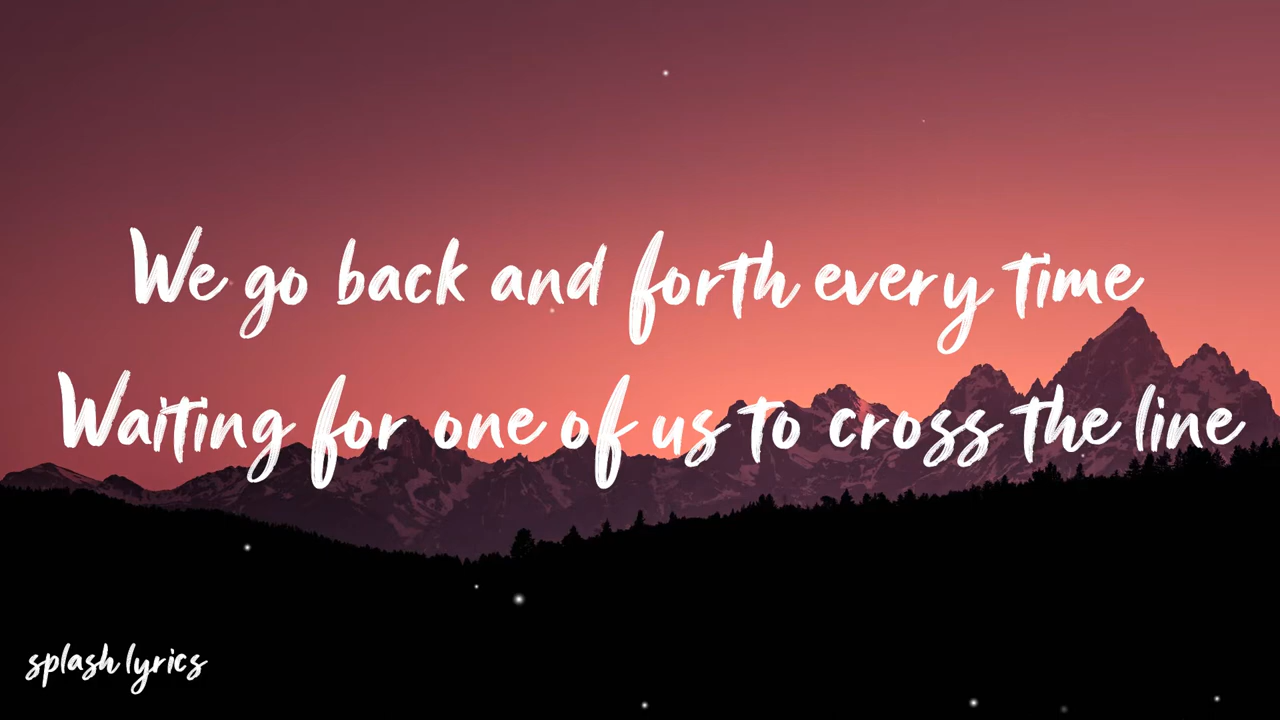 We go back and forth every time
Waiting for one of us to cross the line
splash lyrics